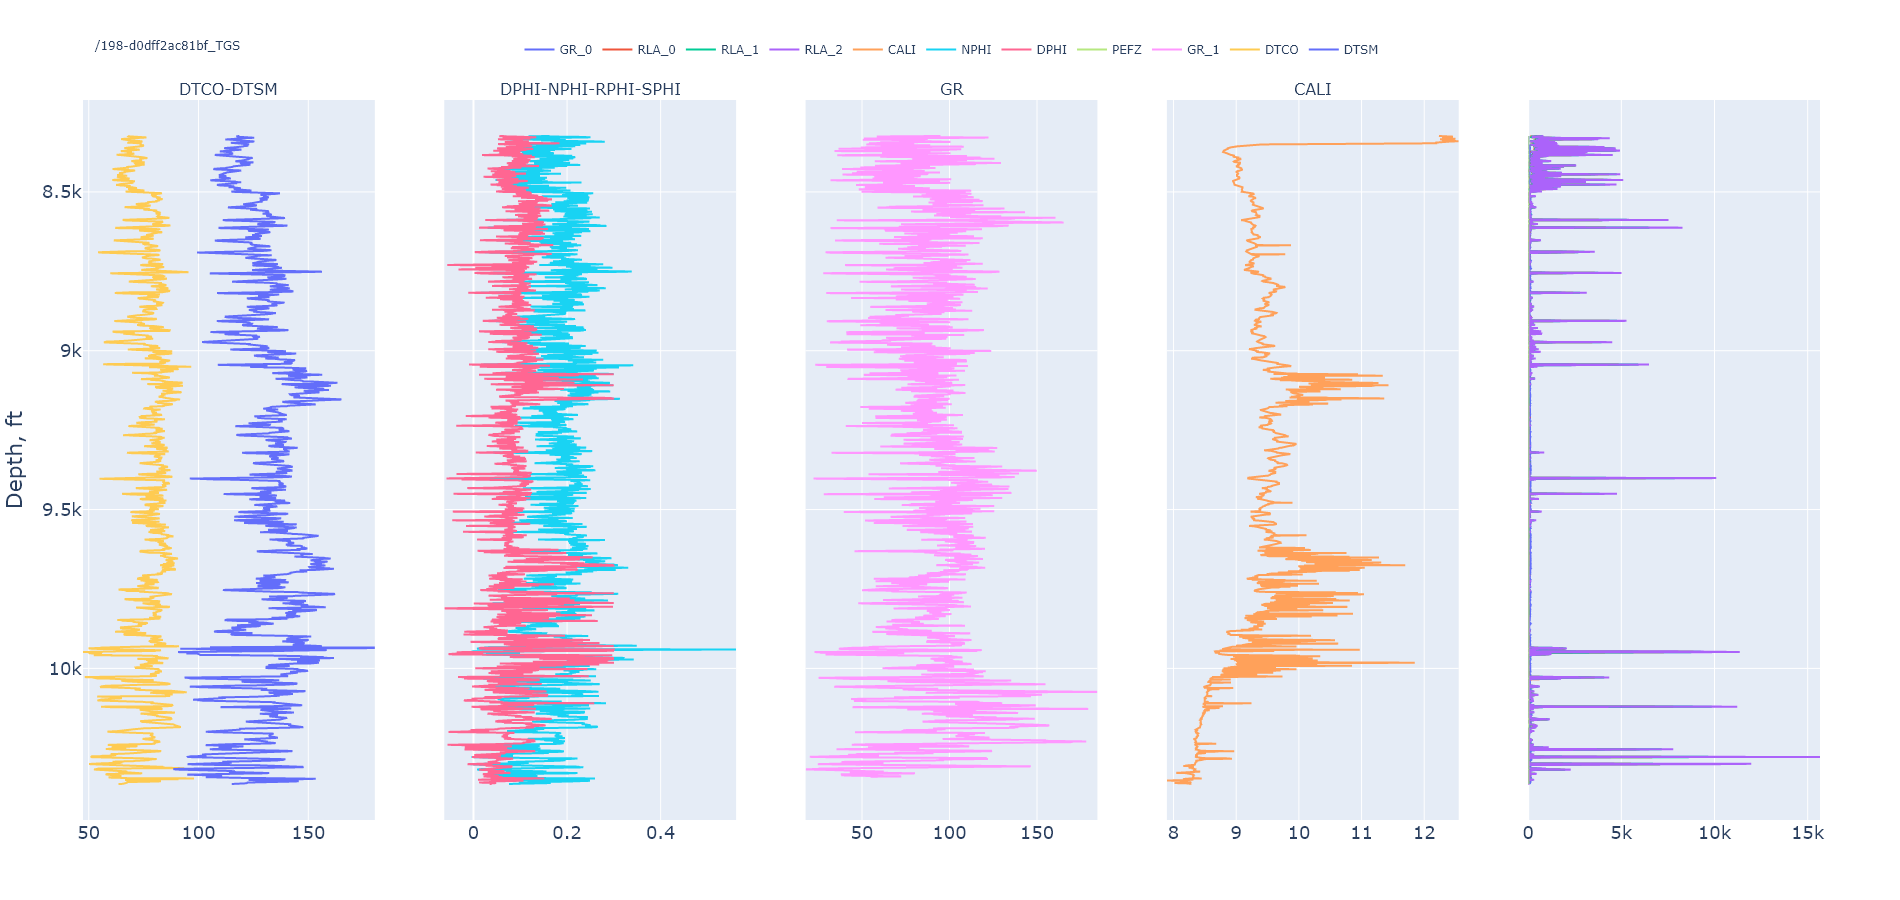 /198-d0dff2ac81bf_TGS
GR_0 RLA_0 RLA_1 RLA_2 CALI NPHI DPHI PEFZ GR_1 DTCO DTSM
DTCO-DTSM DPHI-NPHI-RPHI-SPHI GR CALI
8.5k
9k
9.5k
10k
Depth, ft
50 100 150 0 0.2 0.4 50 100 150 8 9 10 11 12 0 5k 10k 15k